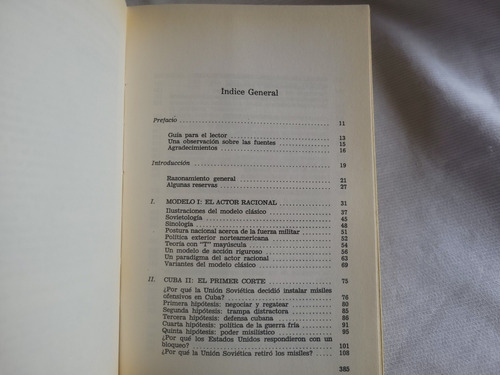 Indice General
Prefacio 11
Guía para el lector 13
Una observación sobre las fuentes 15
Agradecimientos 16
Introducción 19
Razonamiento general 21
Algunas reservas 27
I. MODELO I: EL ACTOR RACIONAL 31
Ilustraciones del modelo clásico 37
Sovietología 45
Sinología 48
Postura nacional acerca de la fuerza militar 51
Política exterior norteamericana 52
Teoría con "T" mayúscula 54
Un modelo de acción riguroso 56
Un paradigma del actor racional 63
Variantes del modelo clásico 69
II. CUBA II: EL PRIMER CORTE 75
¿Por qué la Unión Soviética decidió instalar misiles
ofensivos en Cuba? 76
Primera hipótesis: negociar y regatear 80
Segunda hipótesis: trampa distractora 85
Tercera hipótesis: defensa cubana 86
Cuarta hipótesis: política de la guerra fría 91
Quinta hipótesis: poder misilístico 95
¿Por qué los Estados Unidos respondieron con un
bloqueo? 101
¿Por qué la Unión Soviética retiró los misiles? 108
385